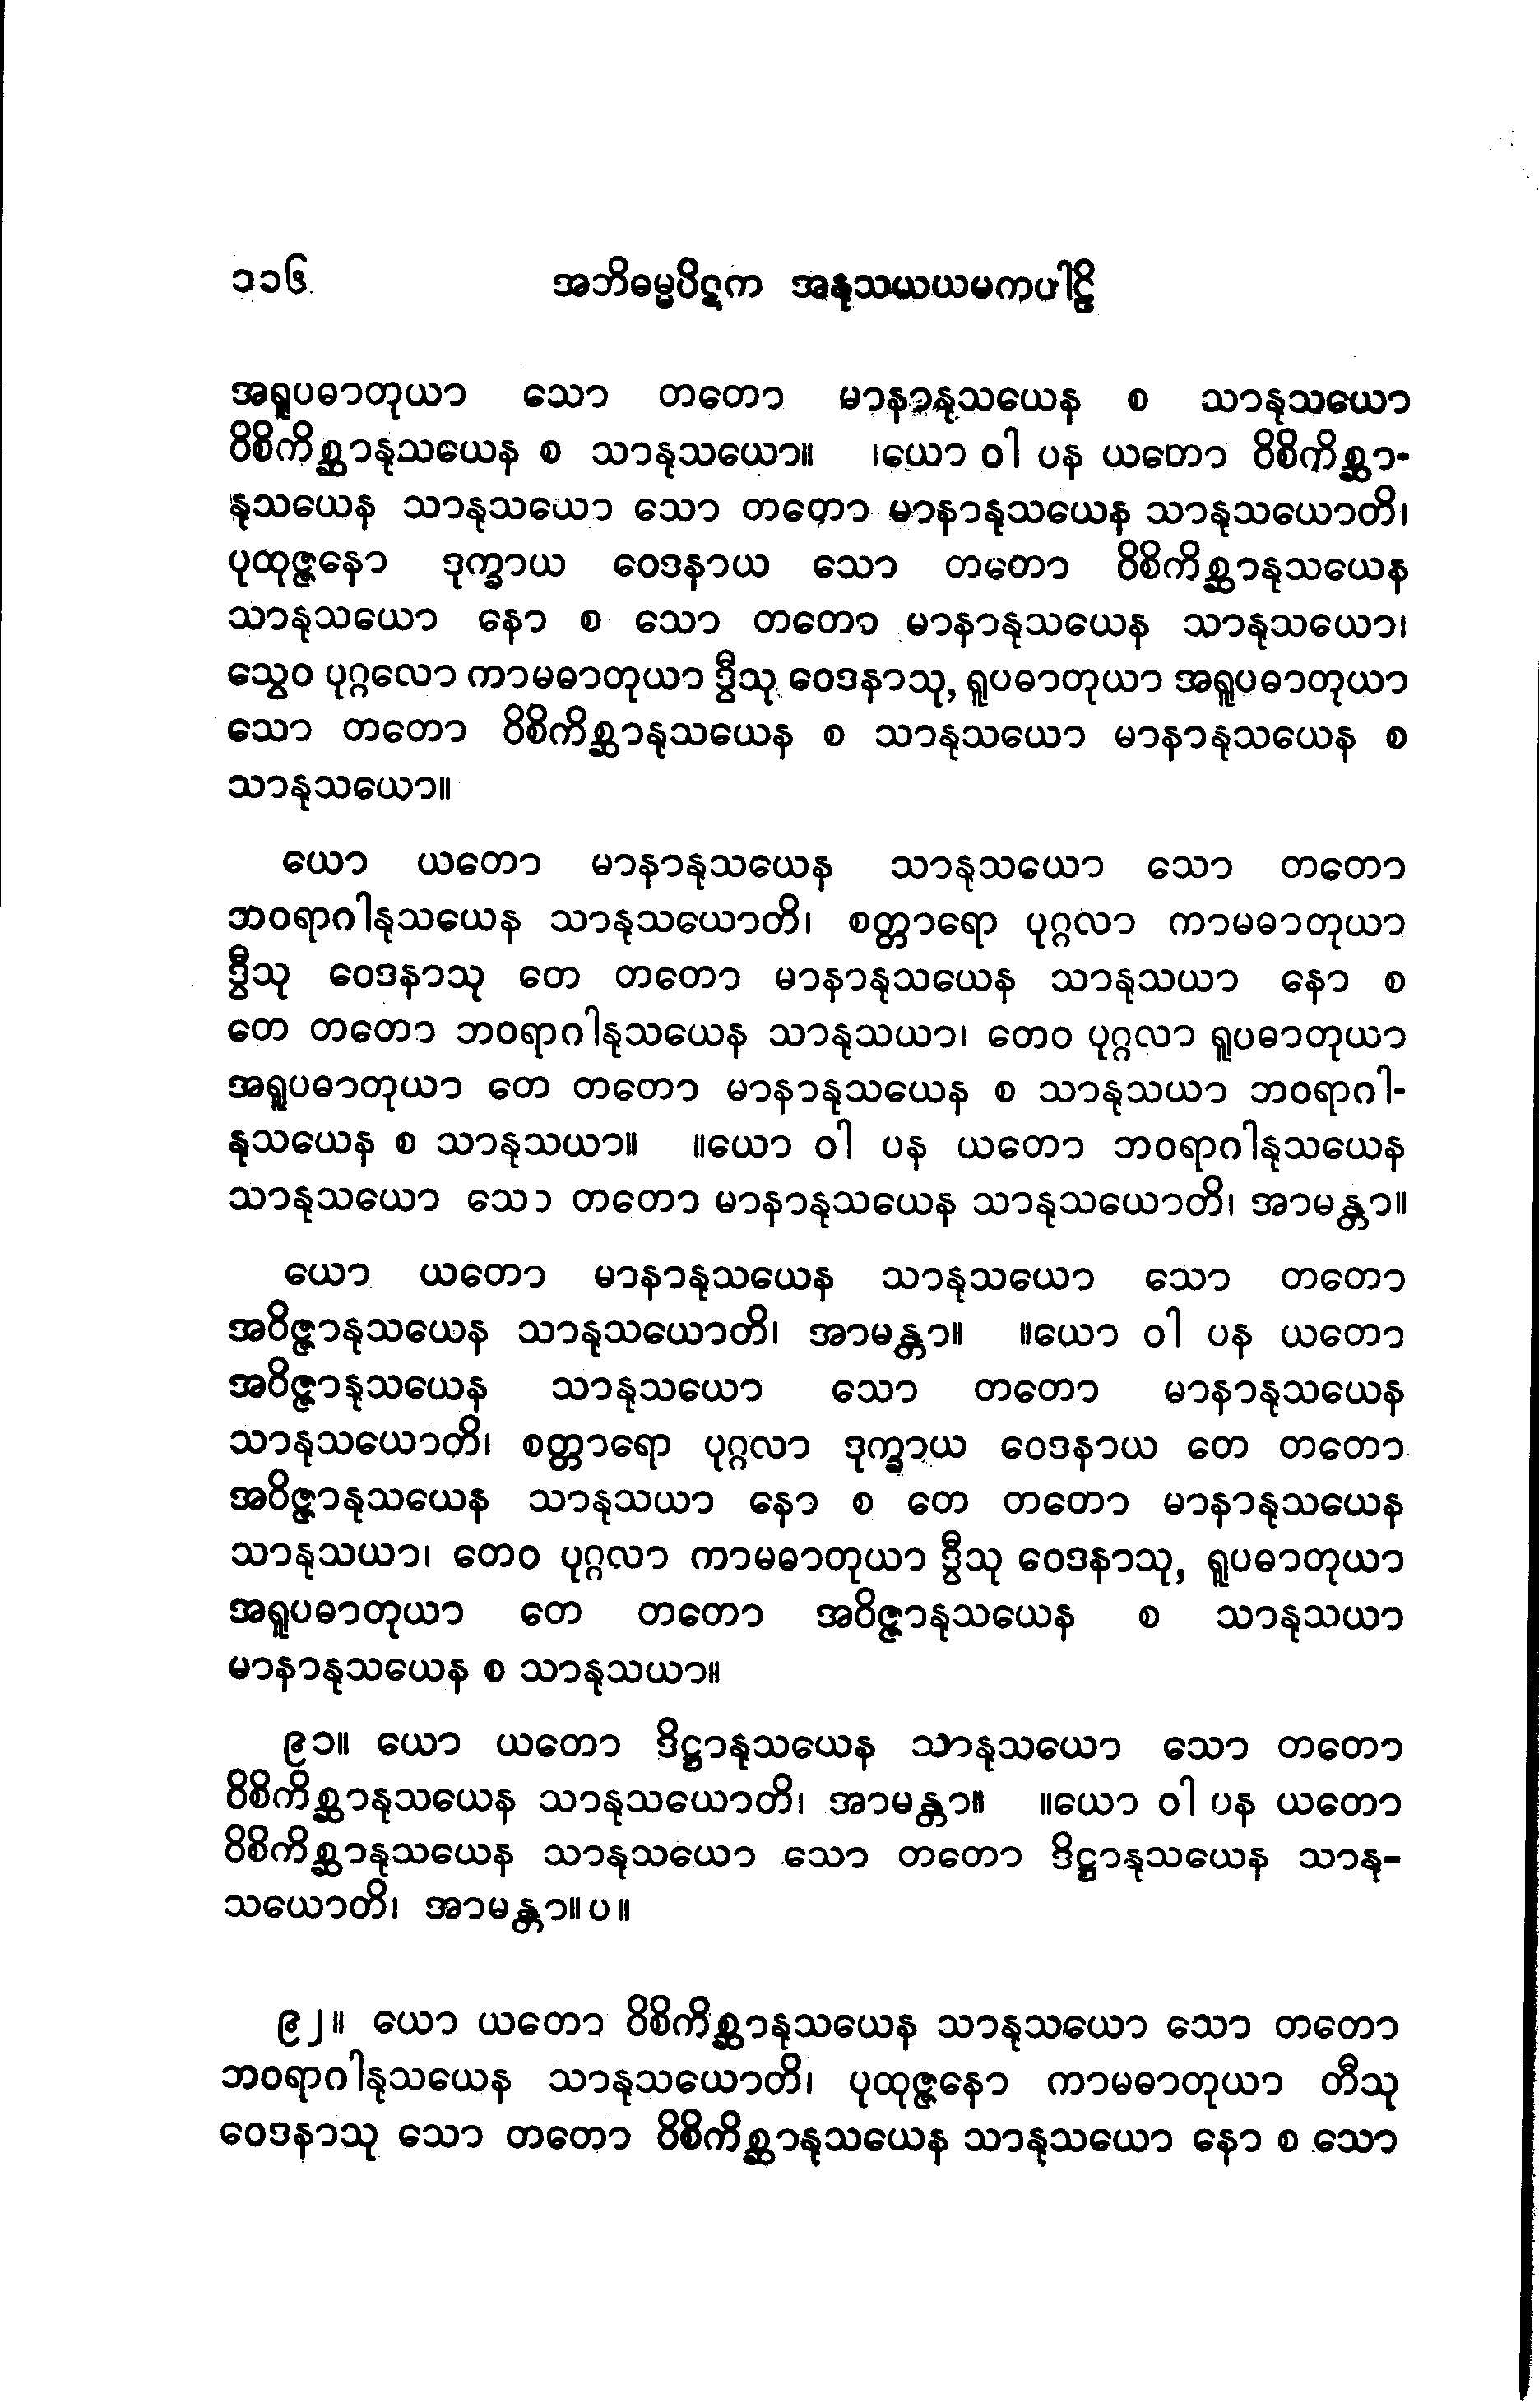 ၁၁၆ အဘိဓမ္မပိဋက အနုသယယမကပါဠိ
အရူပဓာတုယာ သော တတော မာနာနုသယေန စ သာနုသယော
ဝိစိကိစ္ဆာနုသယေန စ သာနုသယော။ ၊ယော ဝါ ပန ယတော ဝိစိကိစ္ဆာ-
နုသယေန သာနုသယော သော တတော မာနာနုသယေန သာနုသယောတိ၊
ပုထုဇ္ဇနော ဒုက္ခာယ ဝေဒနာယ သော တတော ဝိစိကိစ္ဆာနုသယေန
သာနုသယော နော စ သော တတော မာနာနုသယေန သာနုသယော၊
သွေဝ ပုဂ္ဂလော ကာမဓာတုယာ ဒွီသု ဝေဒနာသု, ရူပဓာတုယာ အရူပဓာတုယာ
သော တတော ဝိစိကိစ္ဆာနုသယေန စ သာနုသယော မာနာနုသယေန စ
သာနုသယော။
ယော ယတော မာနာနုသယေန သာနုသယော သော တတော
ဘဝရာဂါနုသယေန သာနုသယောတိ၊ စတ္တာရော ပုဂ္ဂလာ ကာမဓာတုယာ
ဒွီသု ဝေဒနာသု တေ တတော မာနာနုသယေန သာနုသယာ နော စ
တေ တတော ဘဝရာဂါနုသယေန သာနုသယာ၊ တေဝ ပုဂ္ဂလာ ရူပဓာတုယာ
အရူပဓာတုယာ တေ တတော မာနာနုသယေန စ သာနုသယာ ဘဝရာဂါ-
နုသယေန စ သာနုသယာ။ ။ယော ဝါ ပန ယတော ဘဝရာဂါနုသယေန
သာနုသယော သော တတော မာနာနုသယေန သာနုသယောတိ၊ အာမန္တာ။
ယော ယတော မာနာနုသယေန သာနုသယော သော တတော
အဝိဇ္ဇာနုသယေန သာနုသယောတိ၊ အာမန္တာ။ ။ယော ဝါ ပန ယတော
အဝိဇ္ဇာနုသယေန သာနုသယော သော တတော မာနာနုသယေန
သာနုသယောတိ၊ စတ္တာရော ပုဂ္ဂလာ ဒုက္ခာယ ဝေဒနာယ တေ တတော
အဝိဇ္ဇာနုသယေန သာနုသယာ နော စ တေ တတော မာနာနုသယေန
သာနုသယာ၊ တေဝ ပုဂ္ဂလာ ကာမဓာတုယာ ဒွီသု ဝေဒနာသု, ရူပဓာတုယာ
အရူပဓာတုယာ တေ တတော အဝိဇ္ဇာနုသယေန စ သာနုသယာ
မာနာနုသယေန စ သာနုသယာ။
၉၁။ ယော ယတော ဒိဋ္ဌာနုသယေန သာနုသယော သော တတော
ဝိစိကိစ္ဆာနုသယေန သာနုသယောတိ၊ အာမန္တာ။ ။ယော ဝါ ပန ယတော
ဝိစိကိစ္ဆာနုသယေန သာနုသယော သော တတော ဒိဋ္ဌာနုသယေန သာနု-
သယောတိ၊ အာမန္တာ။ပ။
၉၂။ ယော ယတော ဝိစိကိစ္ဆာနုသယေန သာနုသယော သော တတော
ဘဝရာဂါနုသယေန သာနုသယောတိ၊ ပုထုဇ္ဇနော ကာမဓာတုယာ တီသု
ဝေဒနာသု သော တတော ဝိစိကိစ္ဆာနုသယေန သာနုသယော နော စ သော